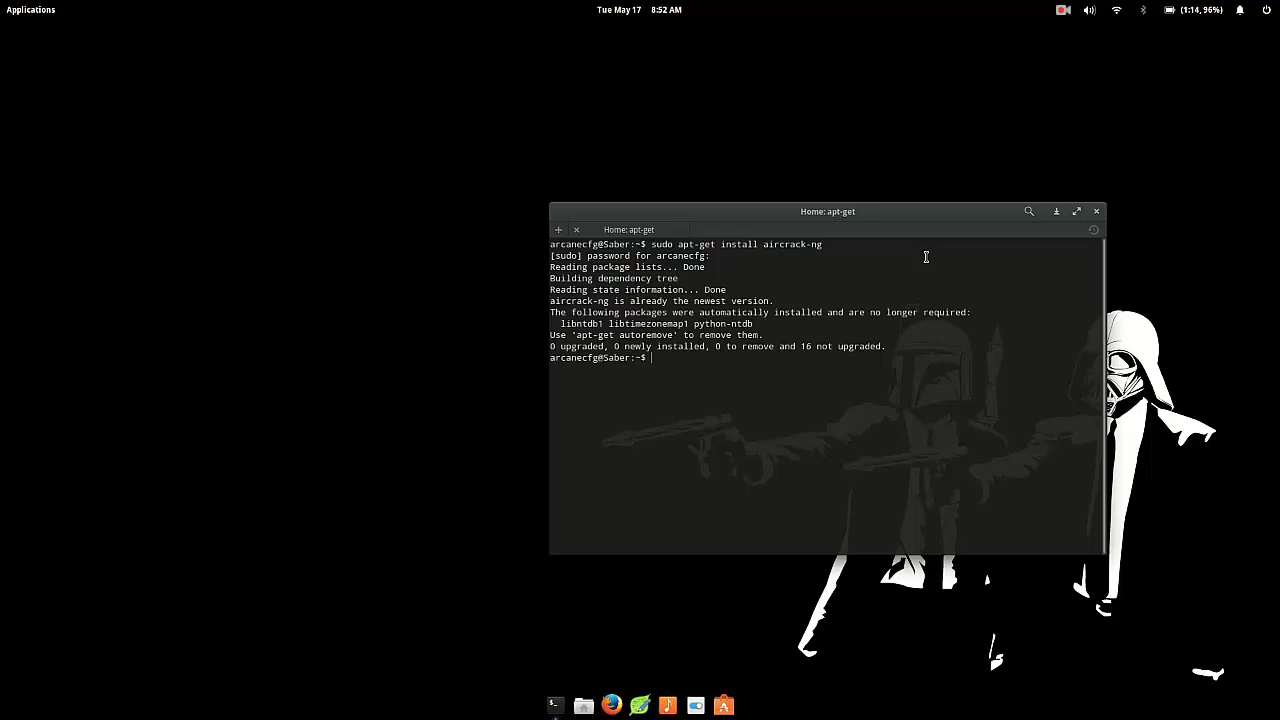 Applications
Tue May 17 8:52 AM
(1:14, 96%)
Home: apt-get
Home: apt-get
arcanecfg@Saber:~$ sudo apt-get install aircrack-ng
[sudo] password for arcanecfg:
Reading package lists... Done
Building dependency tree
Reading state information... Done
aircrack-ng is already the newest version.
The following packages were automatically installed and are no longer required:
  libntdb1 libtimezonemap1 python-ntdb
Use 'apt-get autoremove' to remove them.
0 upgraded, 0 newly installed, 0 to remove and 16 not upgraded.
arcanecfg@Saber:~$